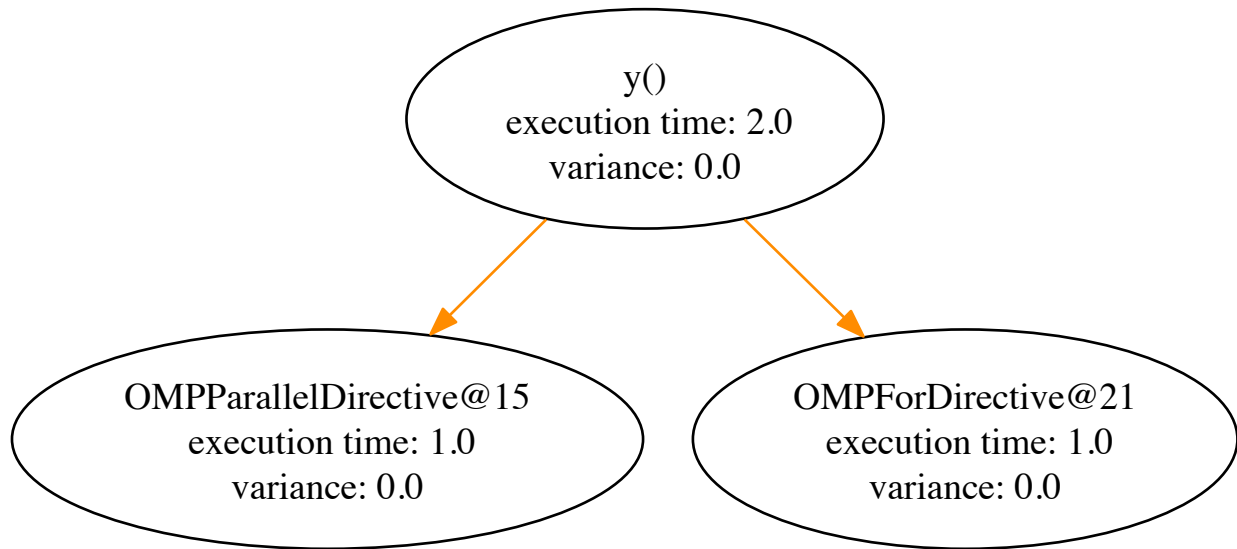 y()
execution time: 2.0
variance: 0.0
OMPParallelDirective@15
execution time: 1.0
variance: 0.0
OMPForDirective@21
execution time: 1.0
variance: 0.0